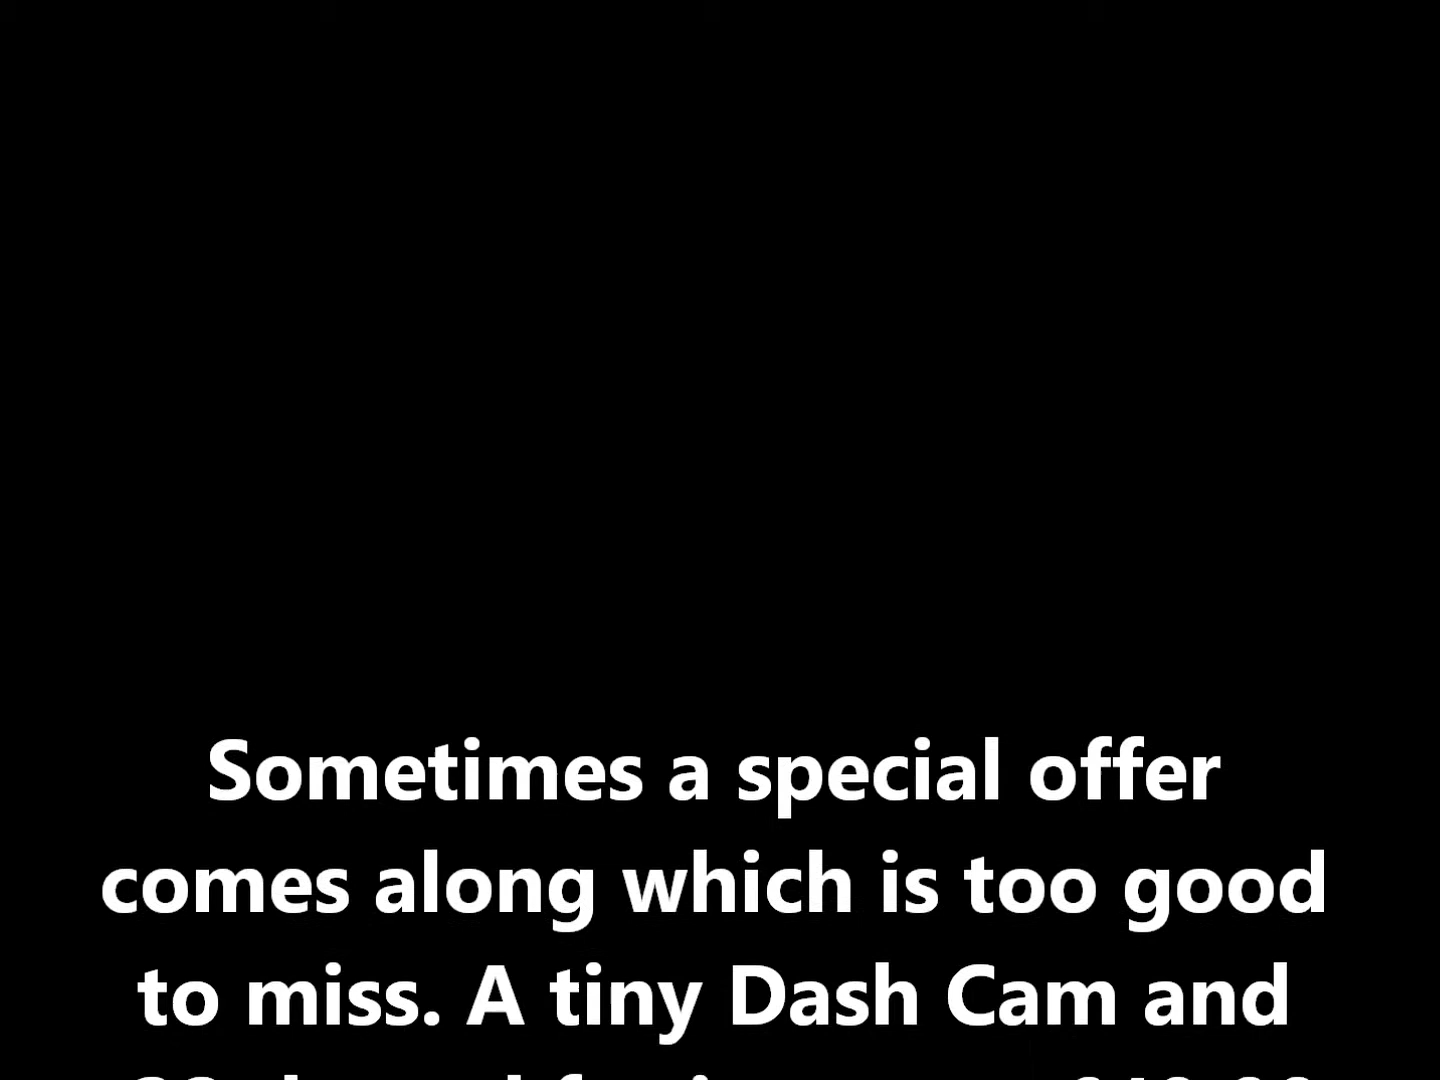 Sometimes a special offer
comes along which is too good
to miss. A tiny Dash Cam and